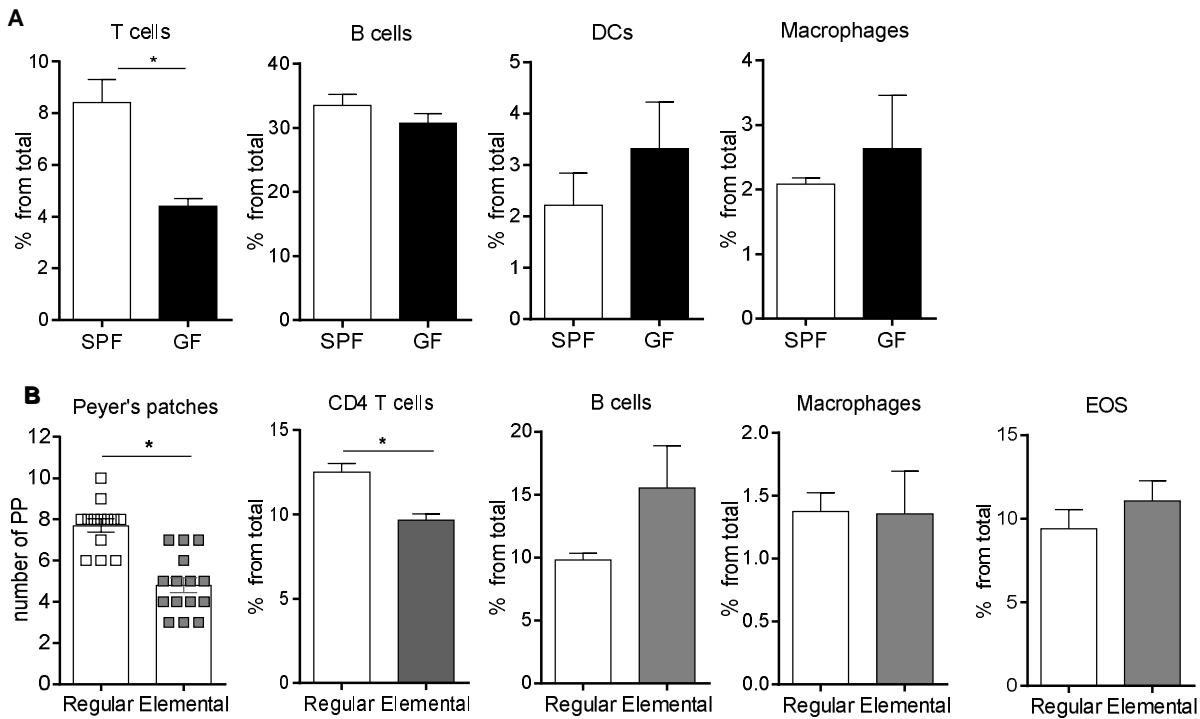 A
T cells
B cells
DCs
Macrophages
% from total
10
8
6
4
2
0
*
SPF GF
% from total
40
30
20
10
0
SPF GF
% from total
5
4
3
2
1
0
SPF GF
% from total
4
3
2
1
0
SPF GF
B
Peyer's patches
CD4 T cells
B cells
Macrophages
EOS
number of PP
12
10
8
6
4
2
0
*
Regular Elemental
% from total
15
10
5
0
*
Regular Elemental
% from total
20
15
10
5
0
Regular Elemental
% from total
2.0
1.5
1.0
0.5
0.0
Regular Elemental
% from total
15
10
5
0
Regular Elemental